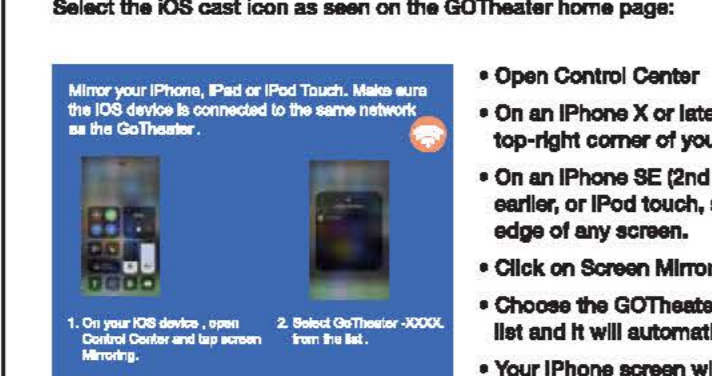 Select the iOS cast icon as seen on the GOTheater home page:
Mirror your iPhone, iPad or iPod Touch. Make sure
the iOS device is connected to the same network
as the GoTheater.
1. On your iOS device , open
Control Center and tap screen
Mirroring.
2. Select GoTheater -XXXX.
from the list .
• Open Control Center
• On an iPhone X or late
top-right corner of you
• On an iPhone SE (2nd
earlier, or iPod touch, s
edge of any screen.
• Click on Screen Mirror
• Choose the GOTheate
list and it will automati
• Your iPhone screen wi